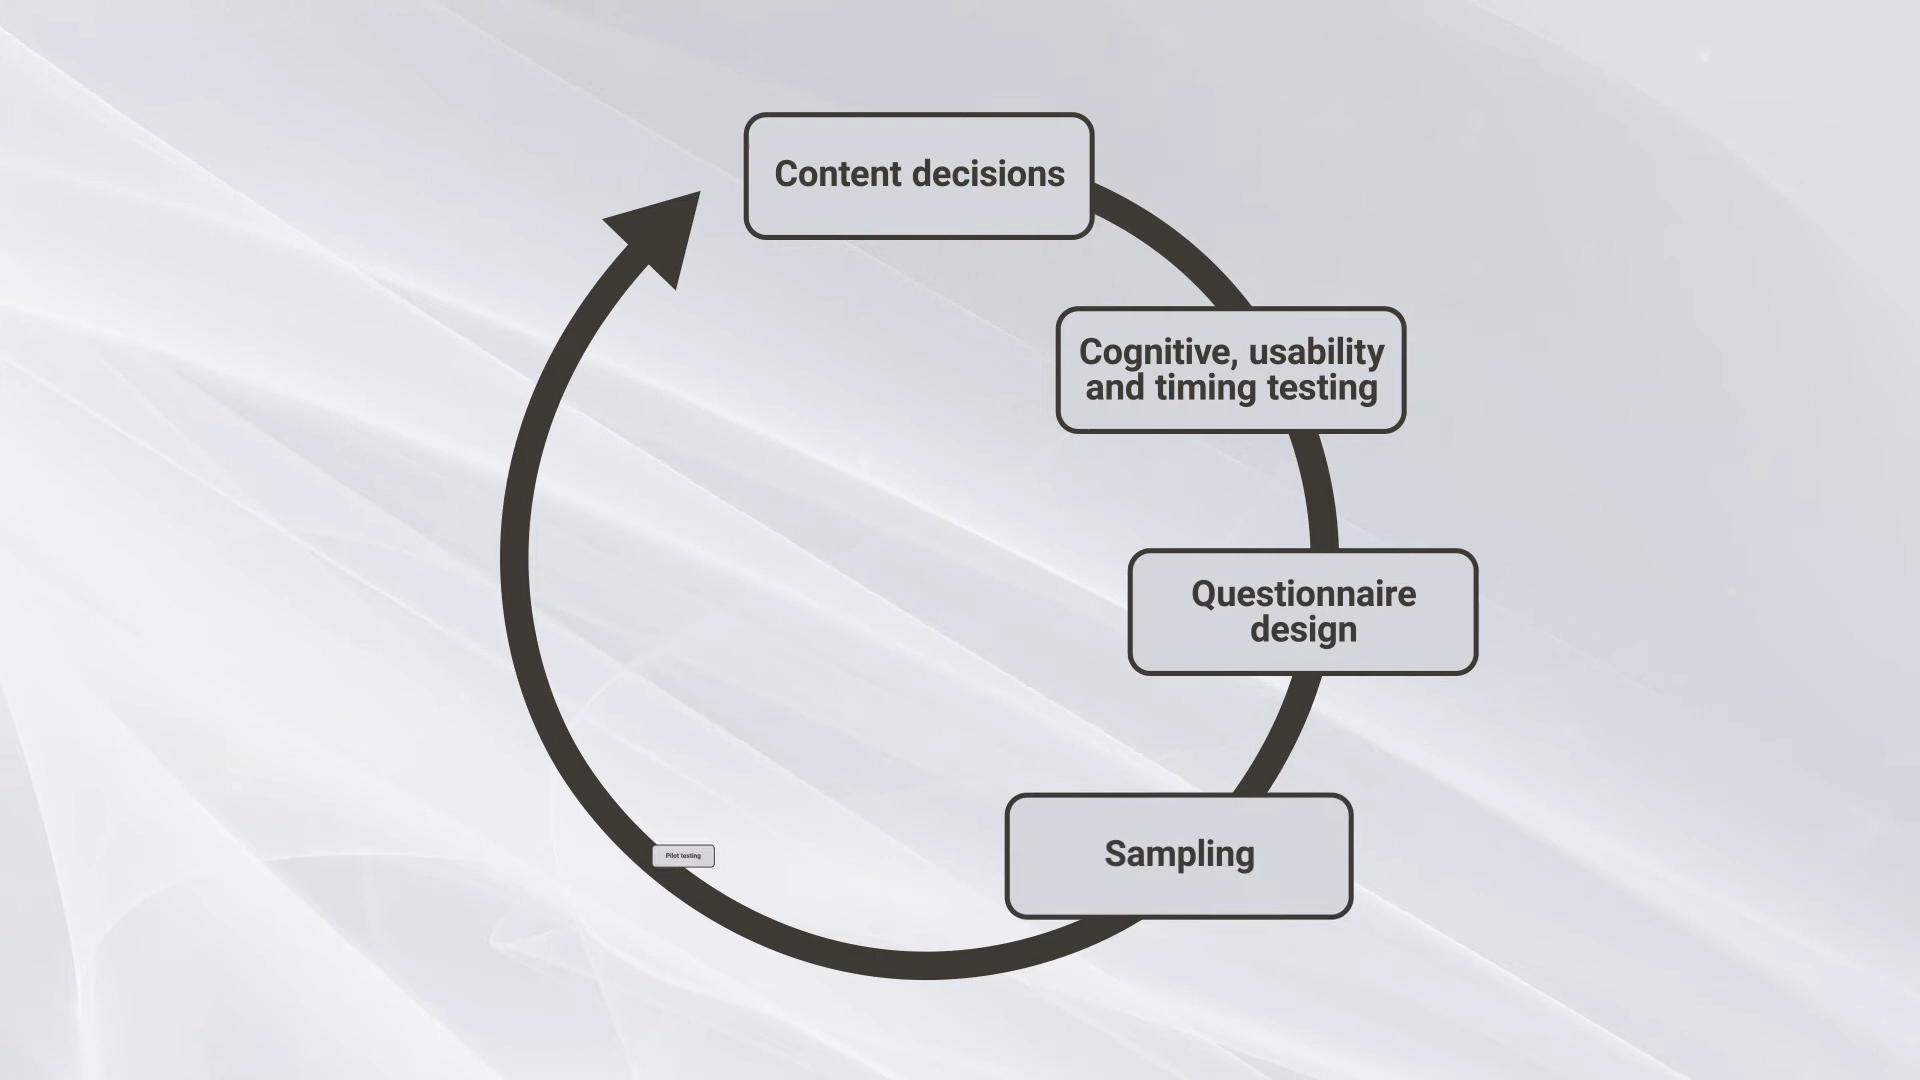 Content decisions
Cognitive, usability
and timing testing
Questionnaire
design
Sampling
Pilot testing